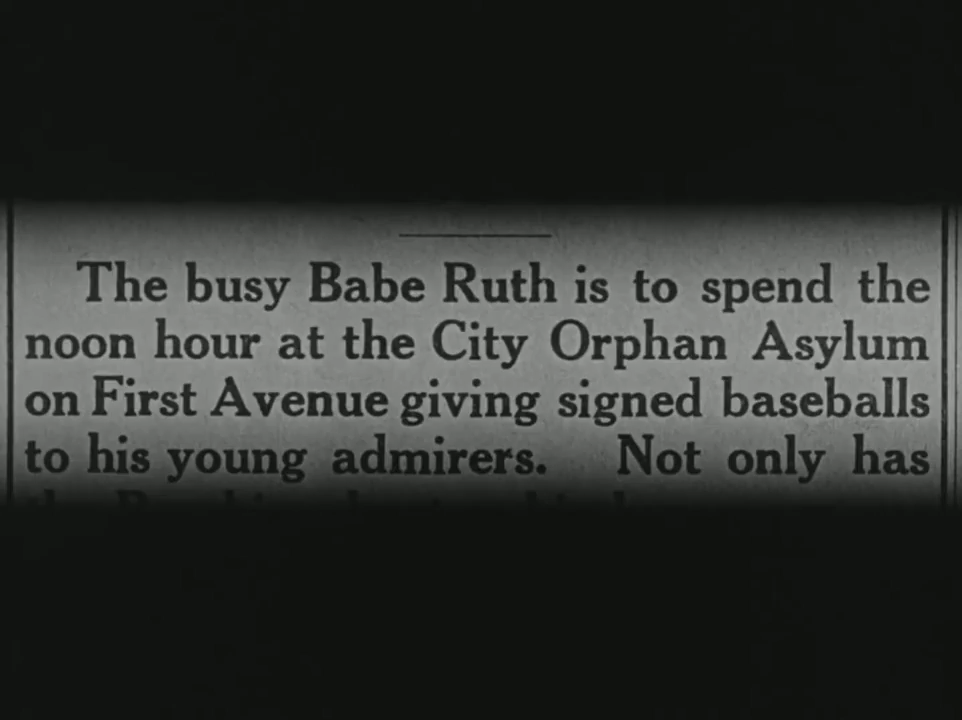 The busy Babe Ruth is to spend the
noon hour at the City Orphan Asylum
on First Avenue giving signed baseballs
to his young admirers. Not only has